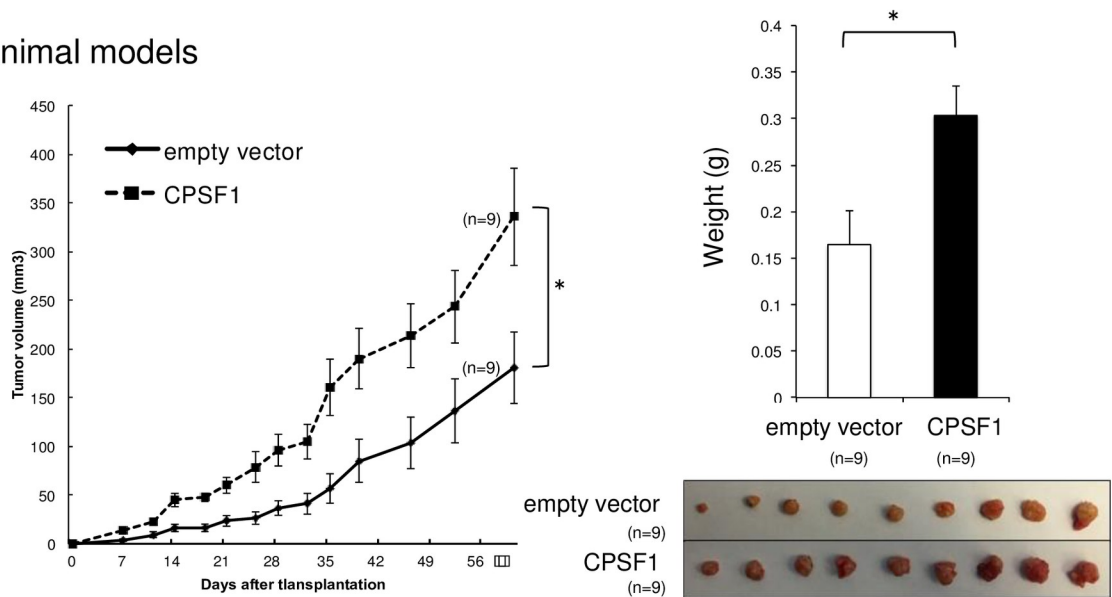 nimal models
450
400
350
300
250
200
150
100
50
0
empty vector
CPSF1
(n=9)
(n=9)
*
Tumor volume (mm3)
0 7 14 21 28 35 42 49 56
Days after tlansplantation
*
0.4
0.35
0.3
0.25
0.2
0.15
0.1
0.05
0
Weight (g)
empty vector CPSF1
(n=9) (n=9)
empty vector
(n=9)
CPSF1
(n=9)